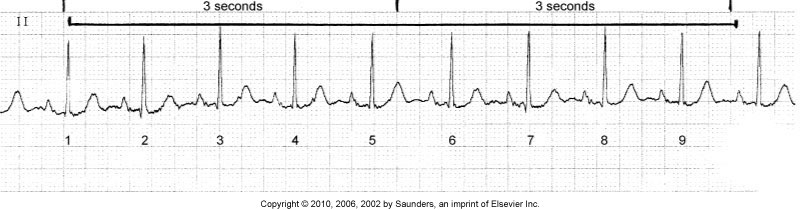 3 seconds 3 seconds
II
1 2 3 4 5 6 7 8 9
Copyright © 2010, 2006, 2002 by Saunders, an imprint of Elsevier Inc.